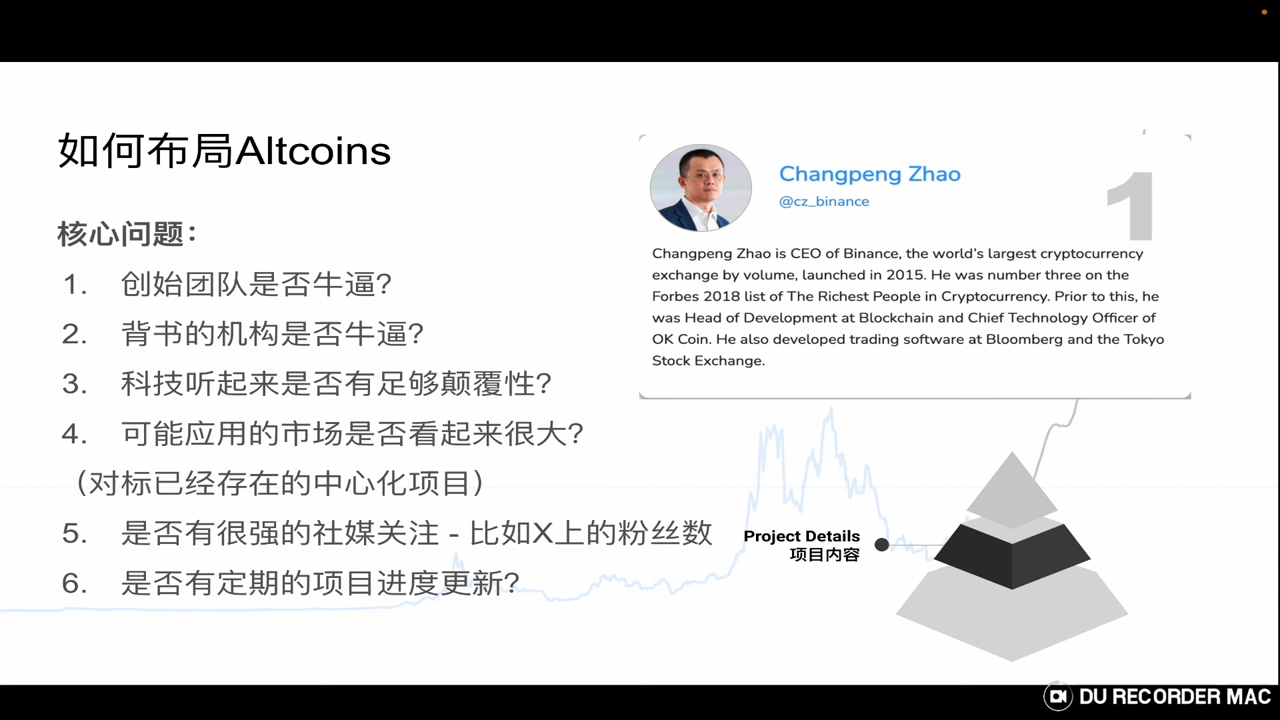 如何布局Altcoins
核心问题：
1. 创始团队是否牛逼?
2. 背书的机构是否牛逼?
3. 科技听起来是否有足够颠覆性?
4. 可能应用的市场是否看起来很大?
（对标已经存在的中心化项目）
5. 是否有很强的社媒关注 - 比如X上的粉丝数
6. 是否有定期的项目进度更新?
Changpeng Zhao
@cz_binance
1
Changpeng Zhao is CEO of Binance, the world's largest cryptocurrency
exchange by volume, launched in 2015. He was number three on the
Forbes 2018 list of The Richest People in Cryptocurrency. Prior to this, he
was Head of Development at Blockchain and Chief Technology Officer of
OK Coin. He also developed trading software at Bloomberg and the Tokyo
Stock Exchange.
Project Details
项目内容
DU RECORDER MAC